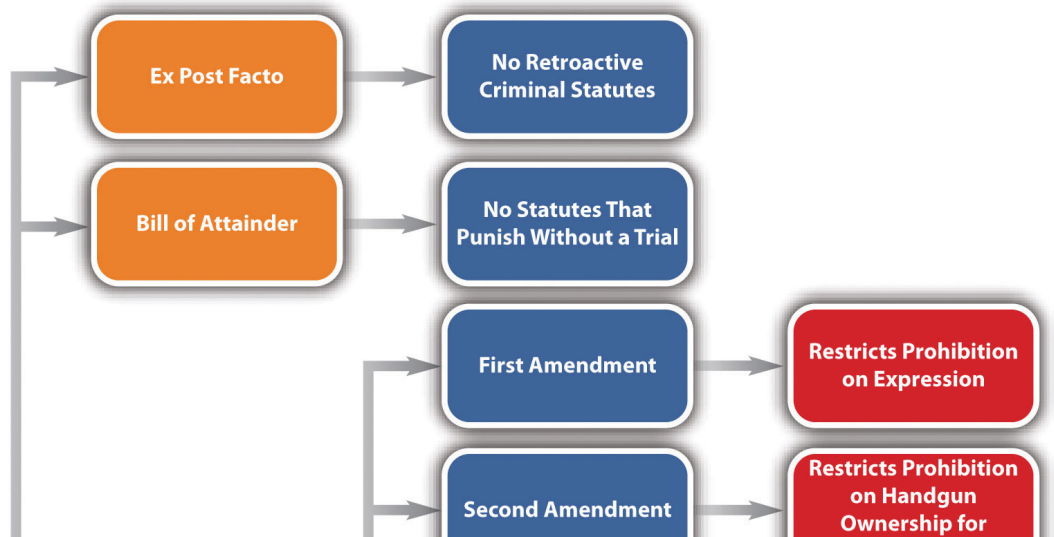 Ex Post Facto
No Retroactive
Criminal Statutes
Bill of Attainder
No Statutes That
Punish Without a Trial
First Amendment
Restricts Prohibition
on Expression
Second Amendment
Restricts Prohibition
on Handgun
Ownership for